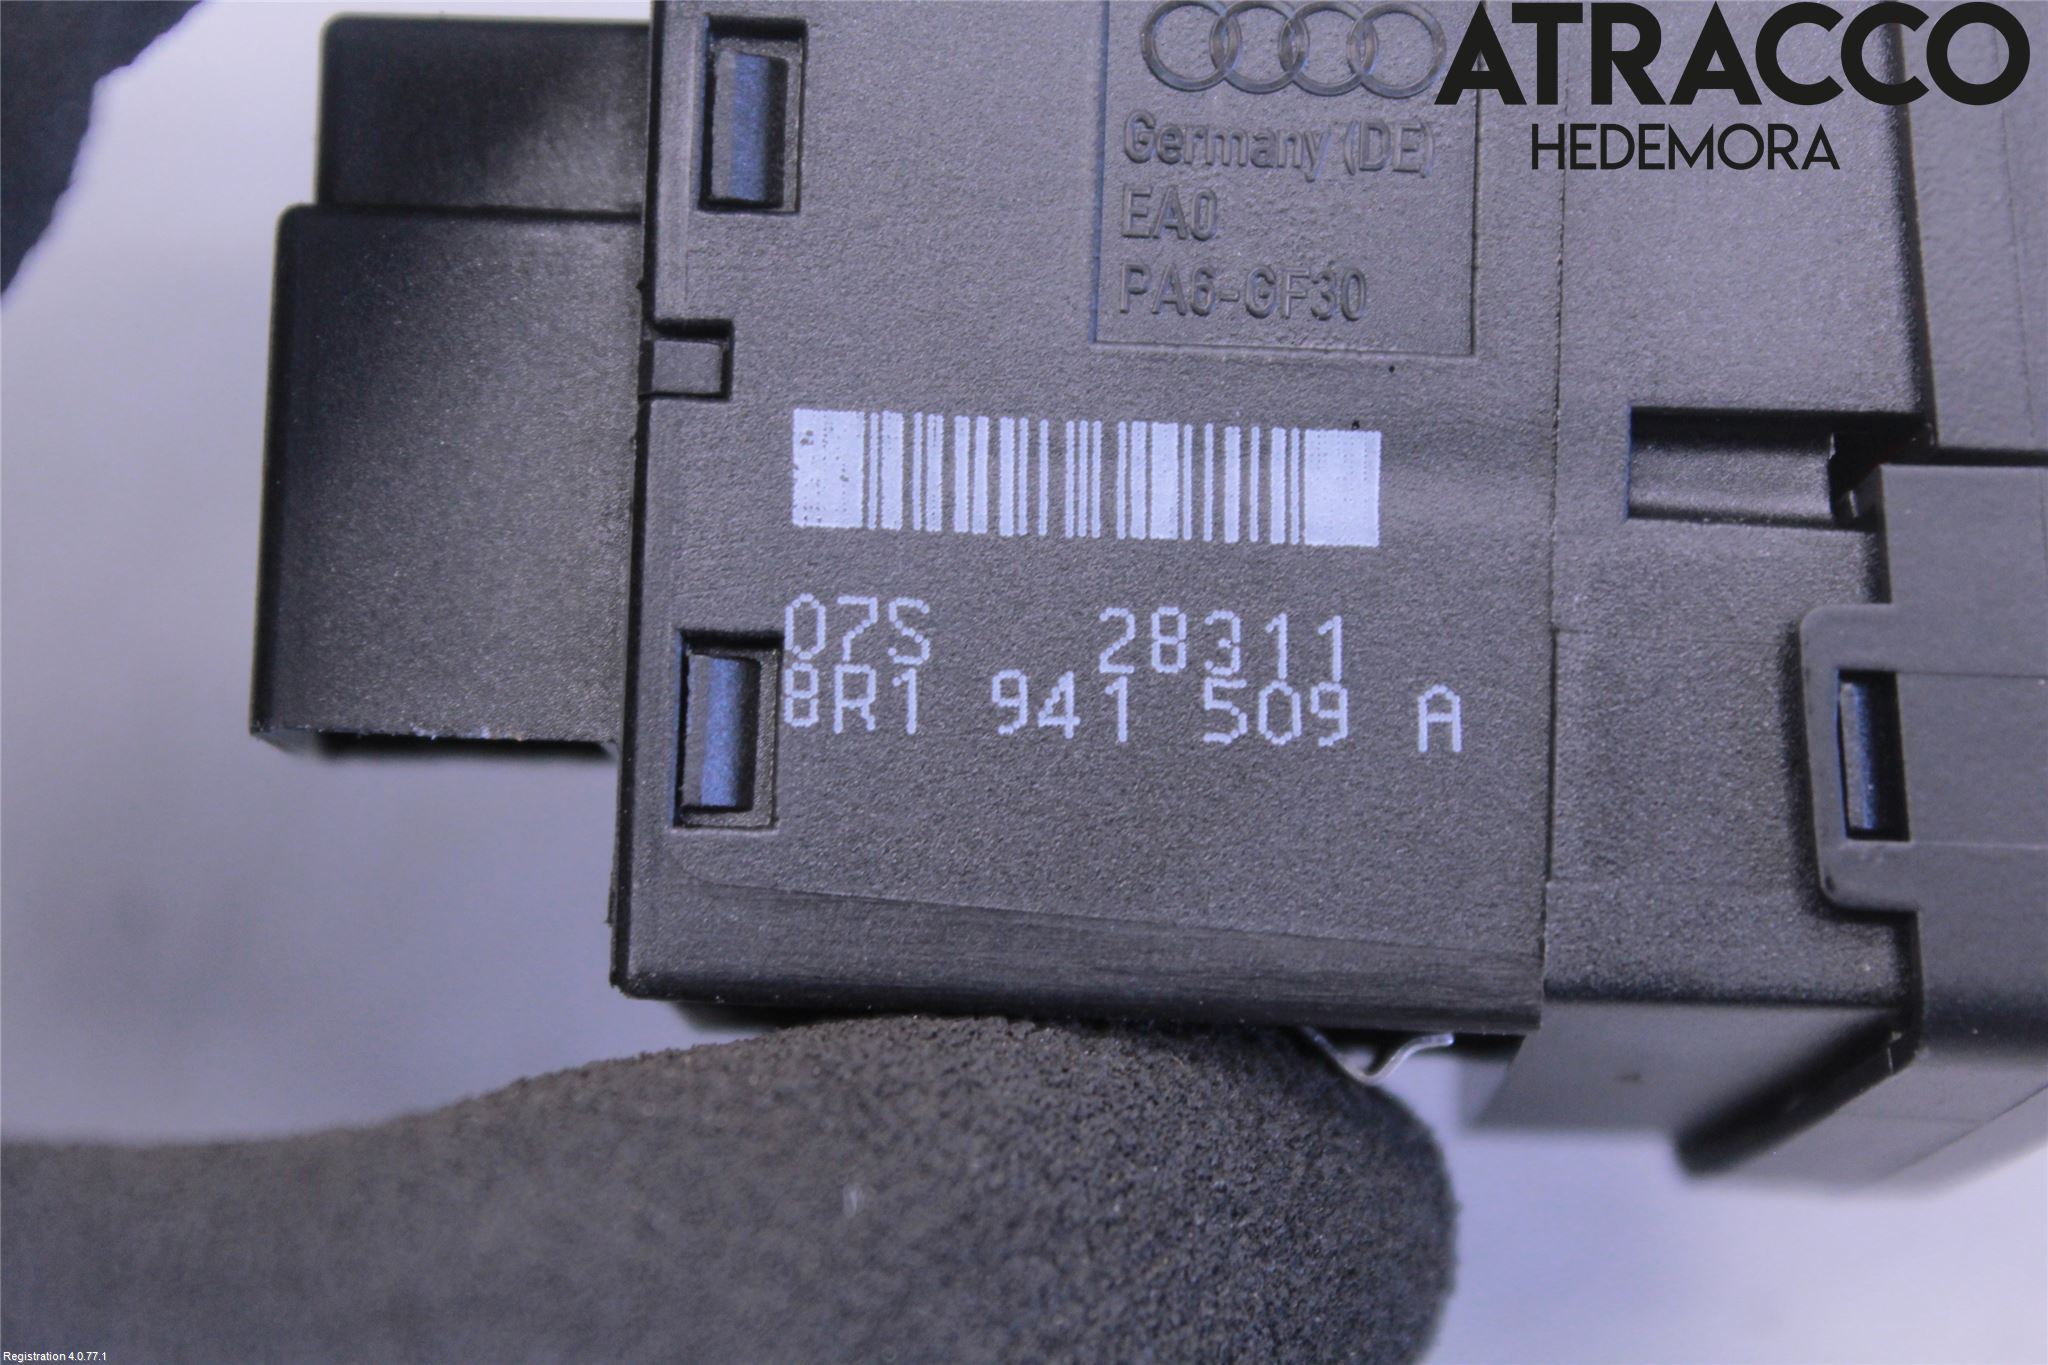 ATRACCO
HEDEMORA
Germany (DE)
EA0
PA6-GF30
07S 28311
8R1 941 509 A
Registration 4.0.77.1